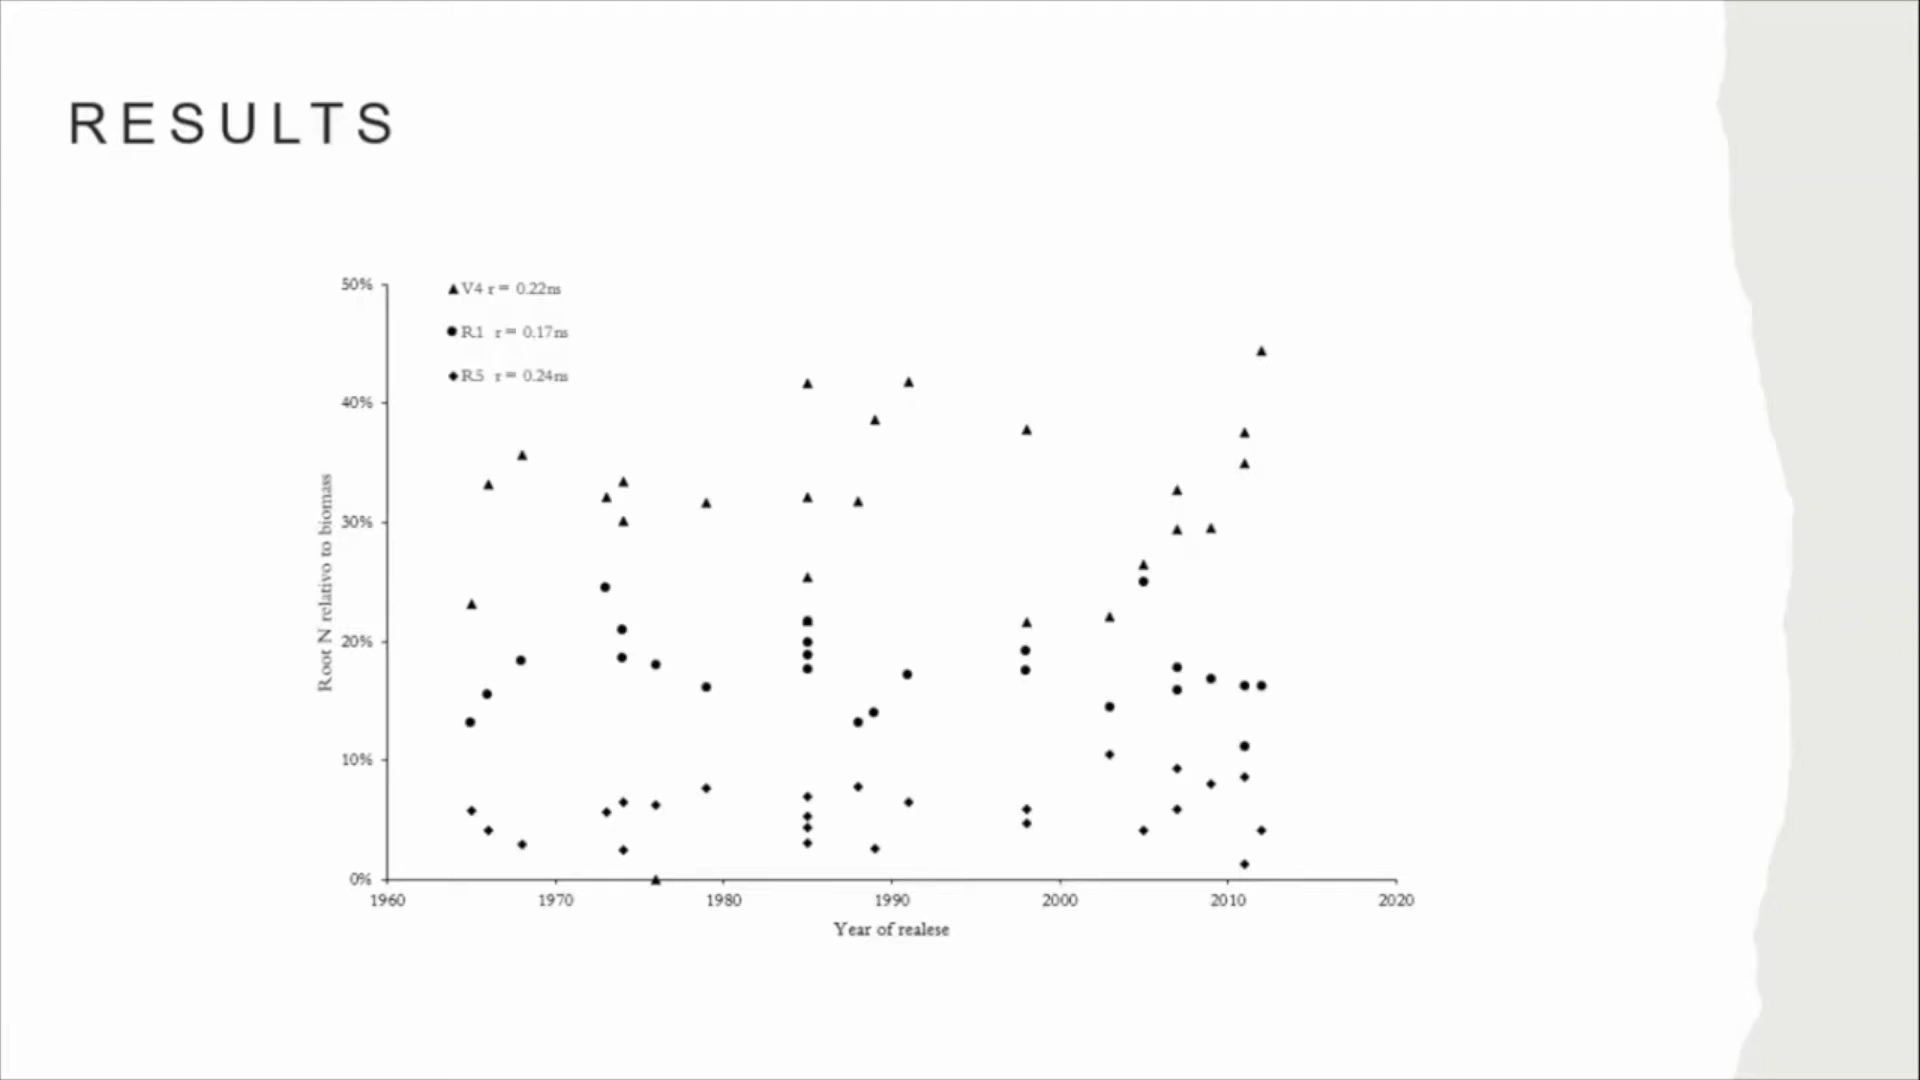 RESULTS
50%
▲V4 r = 0.22ns
●R1 r = 0.17ns
◆R5 r = 0.24ns
40%
30%
20%
10%
0%
Root N relativo to biomass
1960 1970 1980 1990 2000 2010 2020
Year of realese